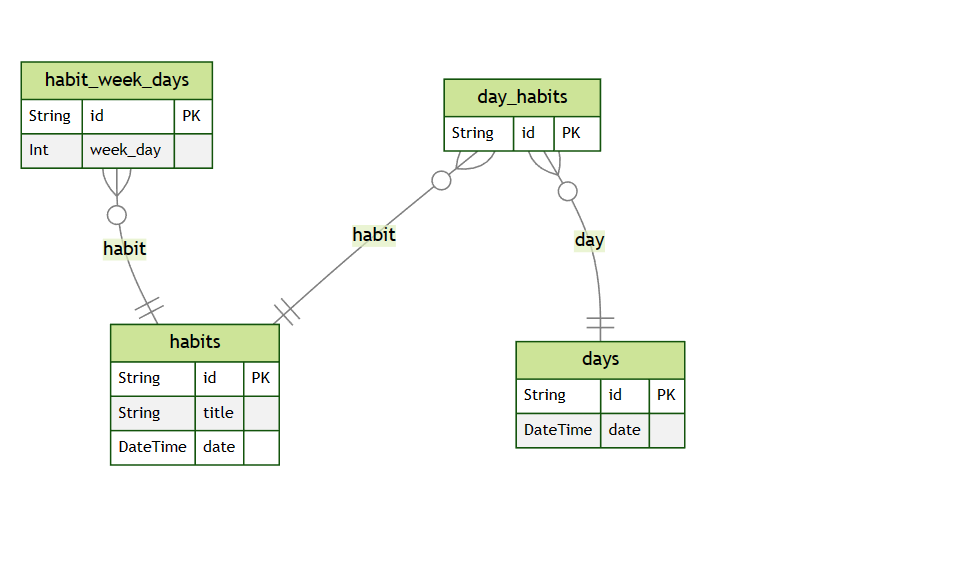 habit_week_days
String id PK
Int week_day
day_habits
String id PK
habit
habit
day
habits
String id PK
String title
DateTime date
days
String id PK
DateTime date